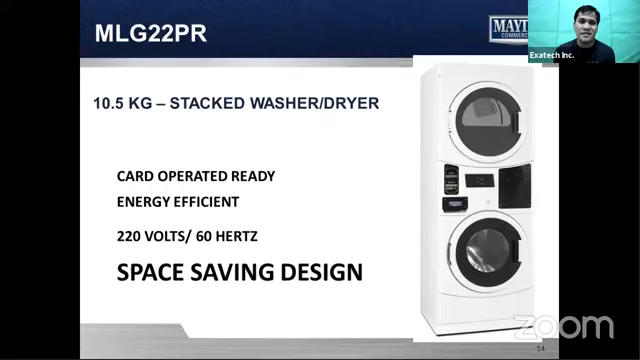 MLG22PR
Exatech Inc.
10.5 KG – STACKED WASHER/DRYER
CARD OPERATED READY
ENERGY EFFICIENT
220 VOLTS/ 60 HERTZ
SPACE SAVING DESIGN
zoom
14